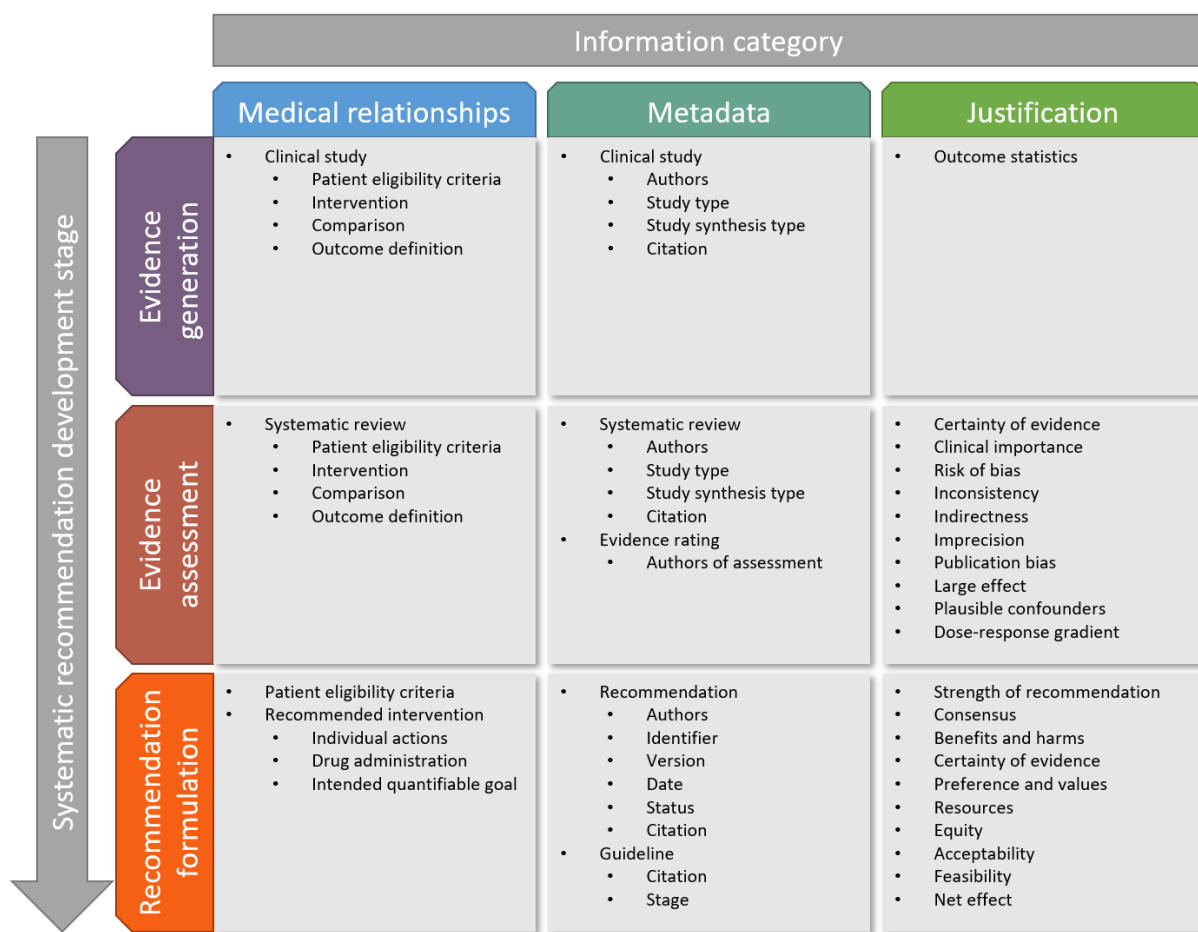 Information category
Medical relationships
Metadata
Justification
Systematic recommendation development stage
Evidence
generation
• Clinical study
• Patient eligibility criteria
• Intervention
• Comparison
• Outcome definition
• Clinical study
• Authors
• Study type
• Study synthesis type
• Citation
• Outcome statistics
Evidence
assessment
• Systematic review
• Patient eligibility criteria
• Intervention
• Comparison
• Outcome definition
• Systematic review
• Authors
• Study type
• Study synthesis type
• Citation
• Evidence rating
• Authors of assessment
• Certainty of evidence
• Clinical importance
• Risk of bias
• Inconsistency
• Indirectness
• Imprecision
• Publication bias
• Large effect
• Plausible confounders
• Dose-response gradient
Recommendation
formulation
• Patient eligibility criteria
• Recommended intervention
• Individual actions
• Drug administration
• Intended quantifiable goal
• Recommendation
• Authors
• Identifier
• Version
• Date
• Status
• Citation
• Guideline
• Citation
• Stage
• Strength of recommendation
• Consensus
• Benefits and harms
• Certainty of evidence
• Preference and values
• Resources
• Equity
• Acceptability
• Feasibility
• Net effect